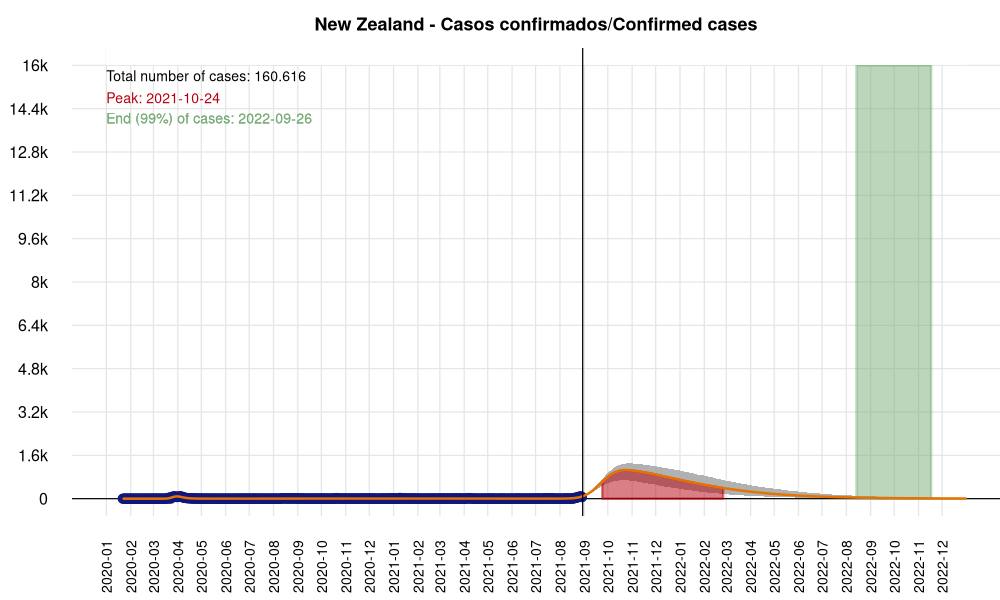 New Zealand - Casos confirmados/Confirmed cases
Total number of cases: 160.616
Peak: 2021-10-24
End (99%) of cases: 2022-09-26
16k
14.4k
12.8k
11.2k
9.6k
8k
6.4k
4.8k
3.2k
1.6k
0
2020-01
2020-02
2020-03
2020-04
2020-05
2020-06
2020-07
2020-08
2020-09
2020-10
2020-11
2020-12
2021-01
2021-02
2021-03
2021-04
2021-05
2021-06
2021-07
2021-08
2021-09
2021-10
2021-11
2021-12
2022-01
2022-02
2022-03
2022-04
2022-05
2022-06
2022-07
2022-08
2022-09
2022-10
2022-11
2022-12